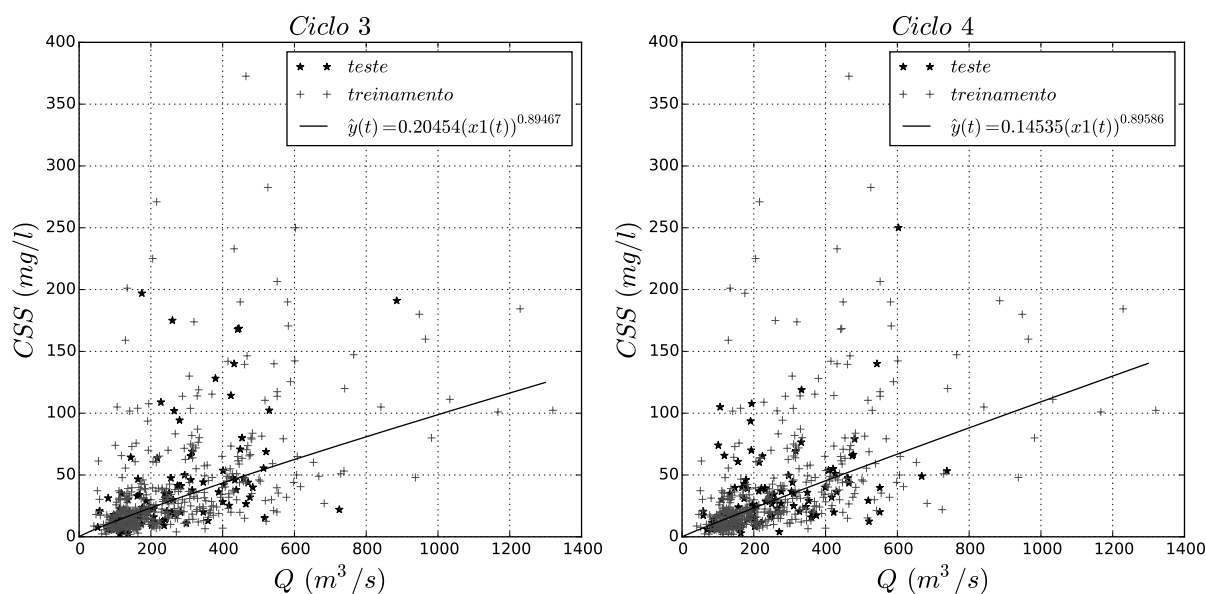 Ciclo 3
400
350
300
250
200
150
100
50
0
CSS (mg/l)
teste
treinamento
ŷ(t)=0.20454(x1(t))^0.89467
0 200 400 600 800 1000 1200 1400
Q (m³/s)
Ciclo 4
400
350
300
250
200
150
100
50
0
CSS (mg/l)
teste
treinamento
ŷ(t)=0.14535(x1(t))^0.89586
0 200 400 600 800 1000 1200 1400
Q (m³/s)